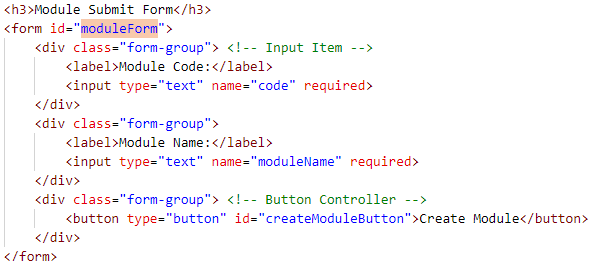 <h3>Module Submit Form</h3>
<form id="moduleForm">
<div class="form-group"> <!-- Input Item -->
<label>Module Code:</label>
<input type="text" name="code" required>
</div>
<div class="form-group">
<label>Module Name:</label>
<input type="text" name="moduleName" required>
</div>
<div class="form-group"> <!-- Button Controller -->
<button type="button" id="createModuleButton">Create Module</button>
</div>
</form>